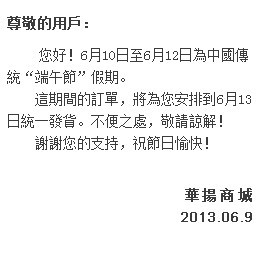 尊敬的用戶：
您好！6月10日至6月12日為中國傳
統“端午節”假期。
這期間的訂單，將為您安排到6月13
日統一發貨。不便之處，敬請諒解！
謝謝您的支持，祝節日愉快！
華揚商城
2013.06.9